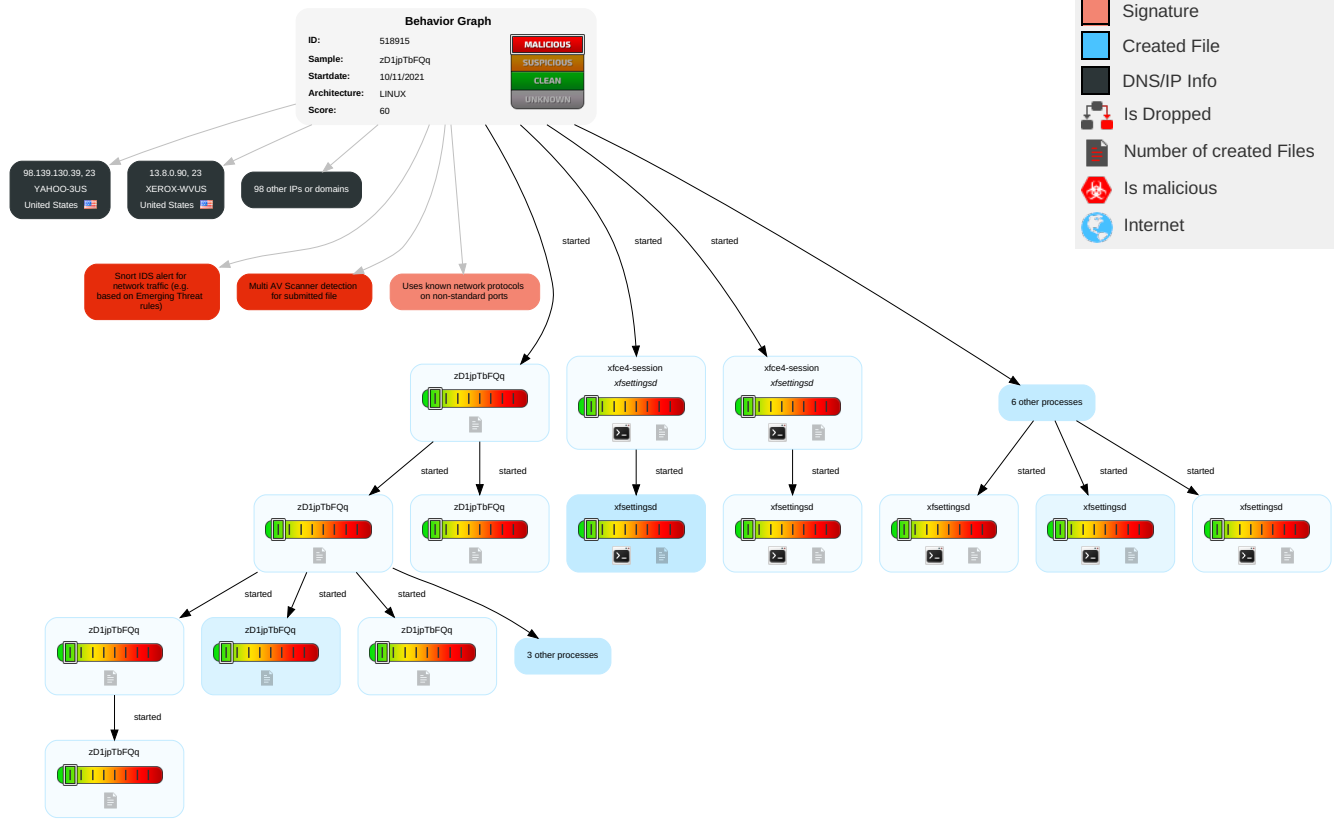 Behavior Graph
ID: 518915
Sample: zD1jpTbFQq
Startdate: 10/11/2021
Architecture: LINUX
Score: 60
MALICIOUS
SUSPICIOUS
CLEAN
UNKNOWN
Signature
Created File
DNS/IP Info
Is Dropped
Number of created Files
Is malicious
Internet
98.139.130.39, 23
YAHOO-3US
United States
13.8.0.90, 23
XEROX-WVUS
United States
98 other IPs or domains
Snort IDS alert for
network traffic (e.g.
based on Emerging Threat
rules)
Multi AV Scanner detection
for submitted file
Uses known network protocols
on non-standard ports
started
started
started
zD1jpTbFQq
xfce4-session
xfsettingsd
xfce4-session
xfsettingsd
6 other processes
started
started
started
started
started
started
started
zD1jpTbFQq
zD1jpTbFQq
xfsettingsd
xfsettingsd
xfsettingsd
xfsettingsd
xfsettingsd
started
started
started
zD1jpTbFQq
zD1jpTbFQq
zD1jpTbFQq
3 other processes
started
zD1jpTbFQq